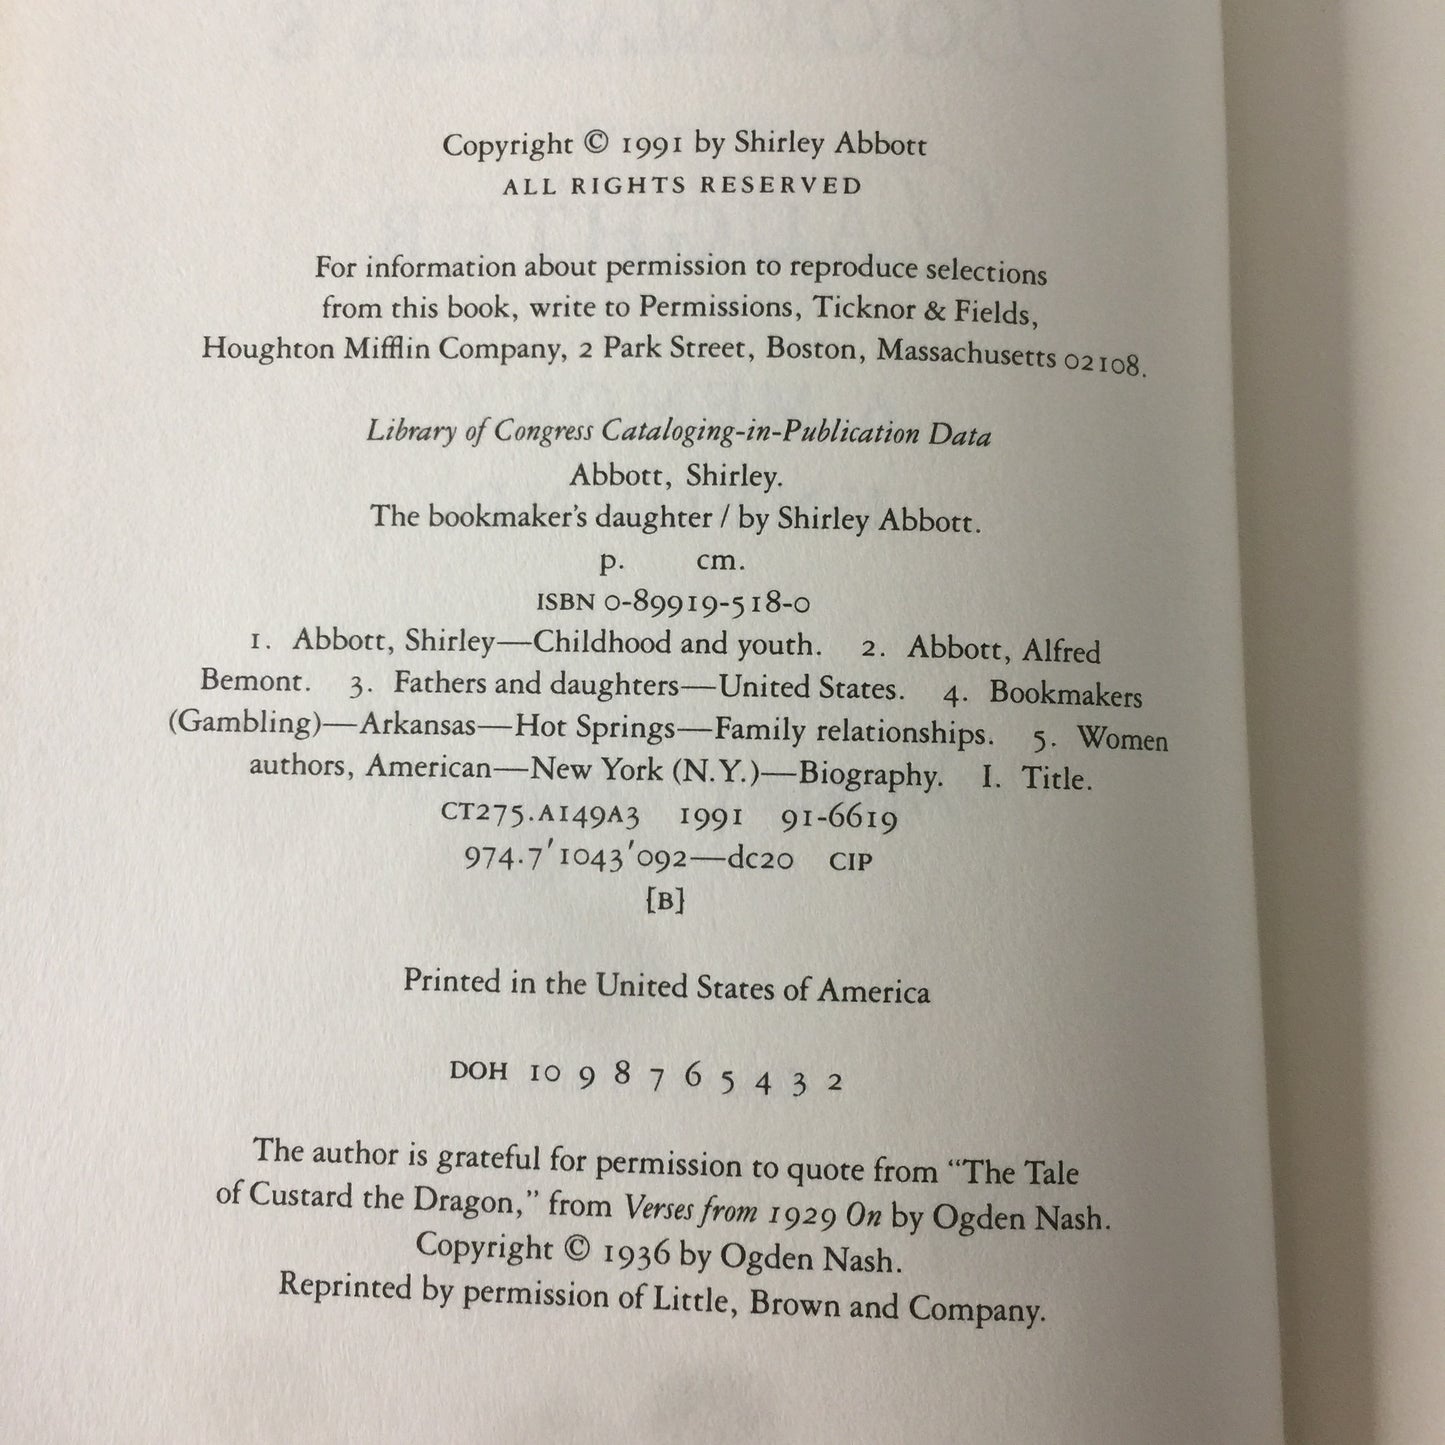 Copyright © 1991 by Shirley Abbott
ALL RIGHTS RESERVED
For information about permission to reproduce selections
from this book, write to Permissions, Ticknor & Fields,
Houghton Mifflin Company, 2 Park Street, Boston, Massachusetts 02108.
Library of Congress Cataloging-in-Publication Data
Abbott, Shirley.
The bookmaker's daughter / by Shirley Abbott.
p. cm.
ISBN 0-89919-518-0
1. Abbott, Shirley—Childhood and youth. 2. Abbott, Alfred
Bemont. 3. Fathers and daughters—United States. 4. Bookmakers
(Gambling)—Arkansas—Hot Springs—Family relationships. 5. Women
authors, American—New York (N.Y.)—Biography. I. Title.
CT275.A149A3 1991 91-6619
974.7′1043′092—dc20 CIP
[B]
Printed in the United States of America
DOH 10 9 8 7 6 5 4 3 2
The author is grateful for permission to quote from “The Tale
of Custard the Dragon,” from Verses from 1929 On by Ogden Nash.
Copyright © 1936 by Ogden Nash.
Reprinted by permission of Little, Brown and Company.